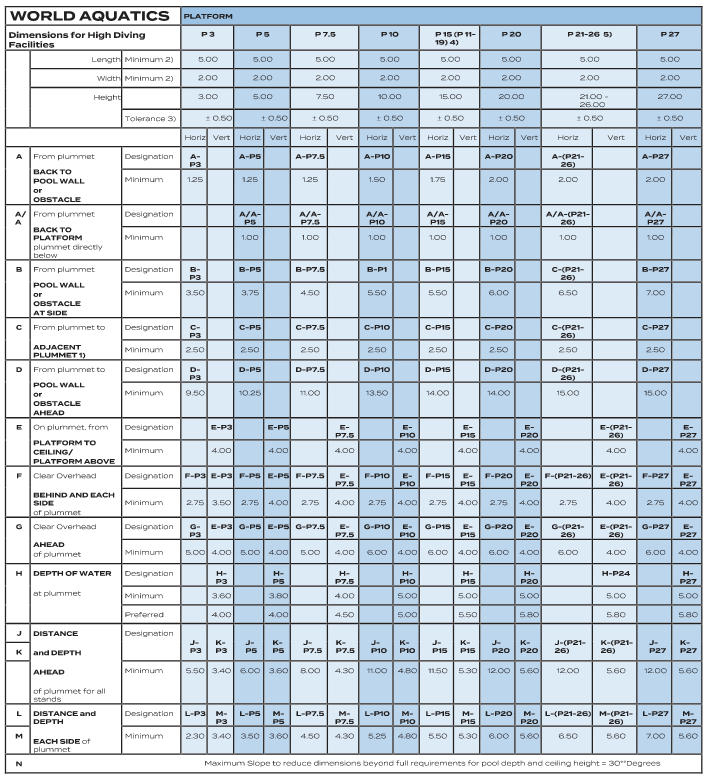 WORLD AQUATICS PLATFORM
Dimensions for High Diving Facilities P 3 P 5 P 7.5 P 10 P 15 (P 11-19) 4) P 20 P 21-26 5) P 27
Length Minimum 2) 5.00 5.00 5.00 5.00 5.00 5.00 5.00 5.00
Width Minimum 2) 2.00 2.00 2.00 2.00 2.00 2.00 2.00 2.00
Height 3.00 5.00 7.50 10.00 15.00 20.00 21.00 - 26.00 27.00
Tolerance 3) ± 0.50 ± 0.50 ± 0.50 ± 0.50 ± 0.50 ± 0.50 ± 0.50 ± 0.50
Horiz Vert Horiz Vert Horiz Vert Horiz Vert Horiz Vert Horiz Vert Horiz Vert Horiz Vert
A From plummet Designation A-P3 A-P5 A-P7.5 A-P10 A-P15 A-P20 A-(P21-26) A-P27
BACK TO POOL WALL or OBSTACLE Minimum 1.25 1.25 1.25 1.50 1.75 2.00 2.00 2.00
A/A From plummet Designation A/A-P5 A/A-P7.5 A/A-P10 A/A-P15 A/A-P20 A/A-(P21-26) A/A-P27
BACK TO PLATFORM plummet directly below Minimum 1.00 1.00 1.00 1.00 1.00 1.00 1.00
B From plummet Designation B-P3 B-P5 B-P7.5 B-P1 B-P15 B-P20 C-(P21-26) B-P27
POOL WALL or OBSTACLE AT SIDE Minimum 3.50 3.75 4.50 5.50 5.50 6.00 6.50 7.00
C From plummet to Designation C-P3 C-P5 C-P7.5 C-P10 C-P15 C-P20 C-(P21-26) C-P27
ADJACENT PLUMMET 1) Minimum 2.50 2.50 2.50 2.50 2.50 2.50 2.50 2.50
D From plummet to Designation D-P3 D-P5 D-P7.5 D-P10 D-P15 D-P20 D-(P21-26) D-P27
POOL WALL or OBSTACLE AHEAD Minimum 9.50 10.25 11.00 13.50 14.00 14.00 15.00 15.00
E On plummet, from Designation E-P3 E-P5 E-P7.5 E-P10 E-P15 E-P20 E-(P21-26) E-P27
PLATFORM TO CEILING/ PLATFORM ABOVE Minimum 4.00 4.00 4.00 4.00 4.00 4.00 4.00 4.00
F Clear Overhead Designation F-P3 E-P3 F-P5 E-P5 F-P7.5 E-P7.5 F-P10 E-P10 F-P15 E-P15 F-P20 E-P20 F-(P21-26) E-(P21-26) F-P27 E-P27
BEHIND AND EACH SIDE of plummet Minimum 2.75 3.50 2.75 4.00 2.75 4.00 2.75 4.00 2.75 4.00 2.75 4.00 2.75 4.00 2.75 4.00
G Clear Overhead Designation G-P3 E-P3 G-P5 E-P5 G-P7.5 E-P7.5 G-P10 E-P10 G-P15 E-P15 G-P20 E-P20 G-(P21-26) E-(P21-26) G-P27 E-P27
AHEAD of plummet Minimum 5.00 4.00 5.00 4.00 5.00 4.00 6.00 4.00 6.00 4.00 6.00 4.00 6.00 4.00 6.00 4.00
H DEPTH OF WATER Designation H-P3 H-P5 H-P7.5 H-P10 H-P15 H-P20 H-P24 H-P27
at plummet Minimum 3.60 3.80 4.00 5.00 5.00 5.00 5.00 5.00
Preferred 4.00 4.00 4.50 5.00 5.00 5.80 5.80 5.80
J K DISTANCE and DEPTH Designation J-P3 K-P3 J-P5 K-P5 J-P7.5 K-P7.5 J-P10 K-P10 J-P15 K-P15 J-P20 K-P20 J-(P21-26) K-(P21-26) J-P27 K-P27
AHEAD of plummet for all stands Minimum 5.50 3.40 6.00 3.60 8.00 4.30 11.00 4.80 11.50 5.30 12.00 5.60 12.00 5.60 12.00 5.60
L DISTANCE and DEPTH Designation L-P3 M-P3 L-P5 M-P5 L-P7.5 M-P7.5 L-P10 M-P10 L-P15 M-P15 L-P20 M-P20 L-(P21-26) M-(P21-26) L-P27 M-P27
M EACH SIDE of plummet Minimum 2.30 3.40 3.50 3.60 4.50 4.30 5.25 4.80 5.50 5.30 6.00 5.60 6.50 5.60 7.00 5.60
N Maximum Slope to reduce dimensions beyond full requirements for pool depth and ceiling height = 30°°Degrees